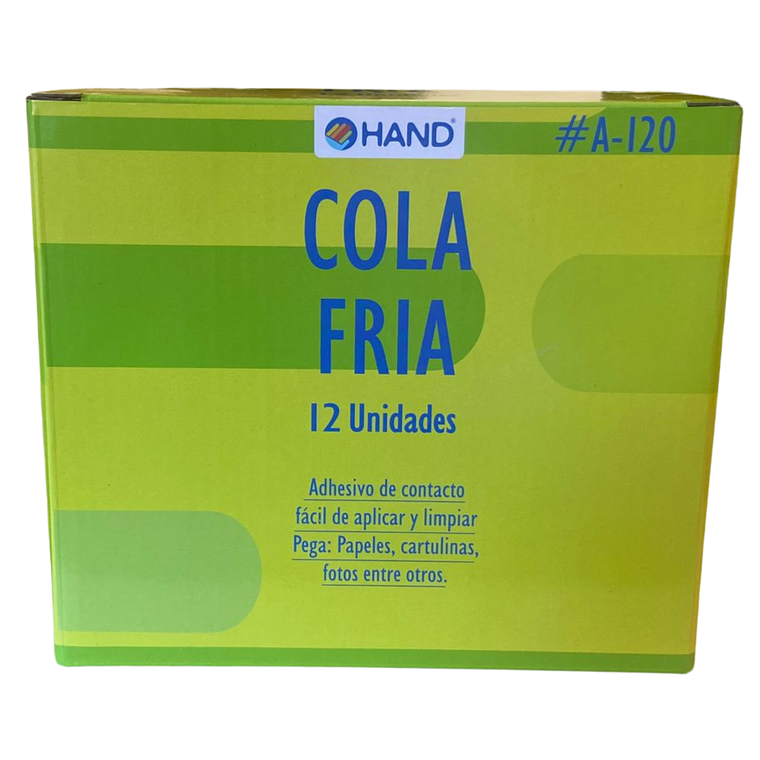 HAND®
#A-120
COLA
FRIA
12 Unidades
Adhesivo de contacto
fácil de aplicar y limpiar
Pega: Papeles, cartulinas,
fotos entre otros.